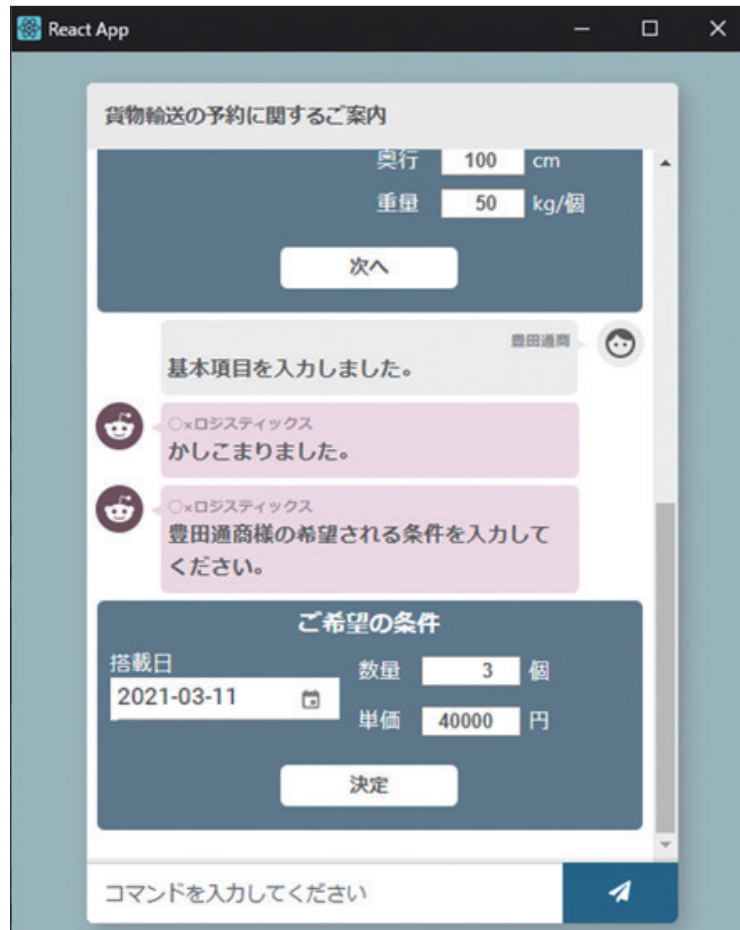 React App
貨物輸送の予約に関するご案内
奥行 100 cm
重量 50 kg/個
次へ
豊田通商
基本項目を入力しました。
○×ロジスティックス
かしこまりました。
○×ロジスティックス
豊田通商様の希望される条件を入力して
ください。
ご希望の条件
搭載日
数量 3 個
2021-03-11
単価 40000 円
決定
コマンドを入力してください